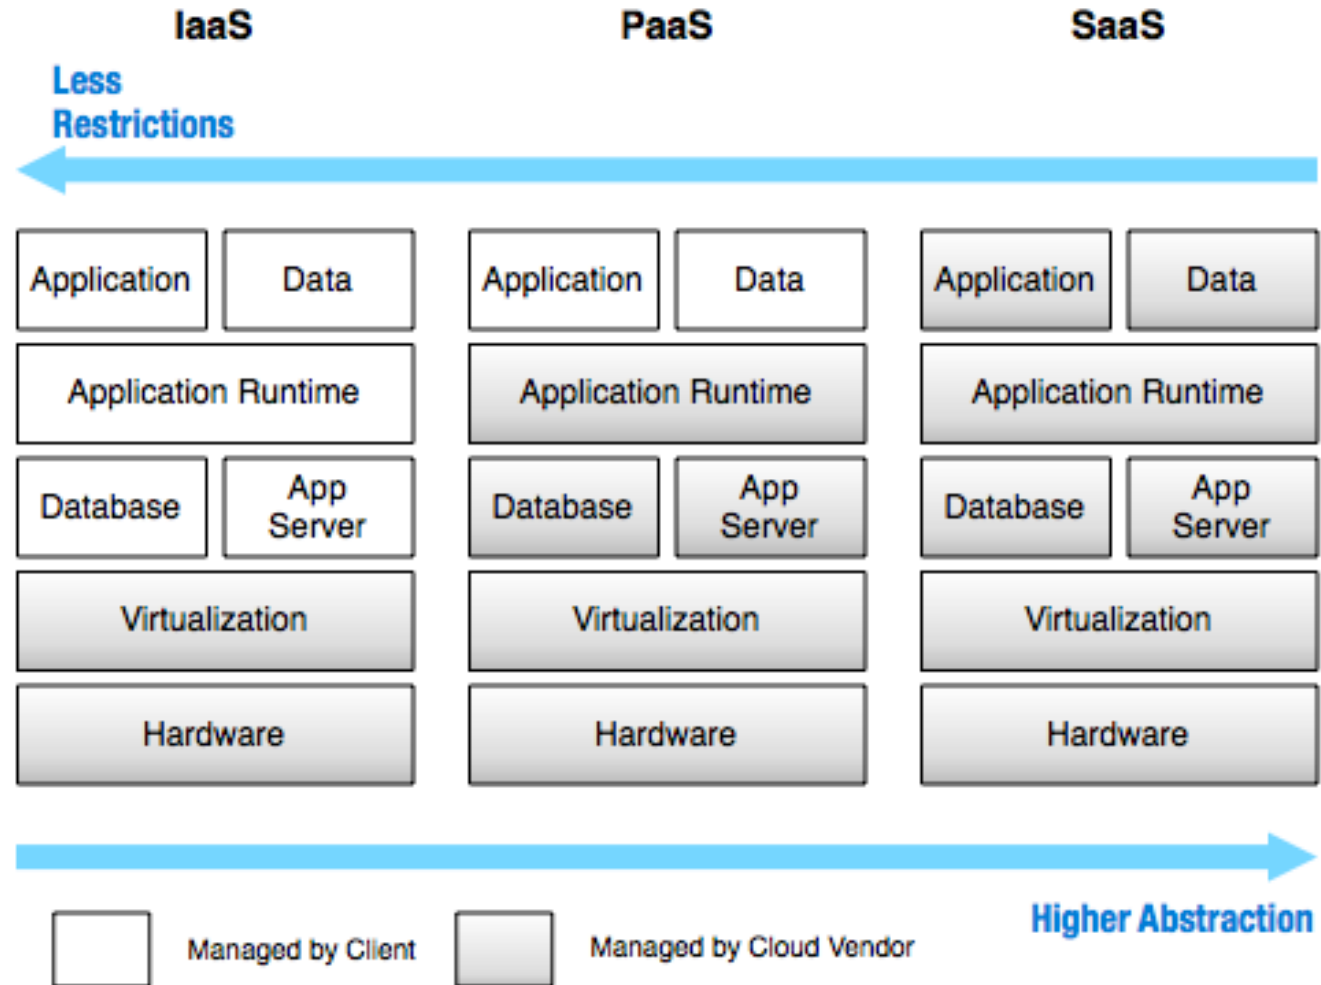 IaaS
PaaS
SaaS
Less
Restrictions
Application
Data
Application
Data
Application
Data
Application Runtime
Application Runtime
Application Runtime
Database
App
Server
Database
App
Server
Database
App
Server
Virtualization
Virtualization
Virtualization
Hardware
Hardware
Hardware
Higher Abstraction
Managed by Client
Managed by Cloud Vendor